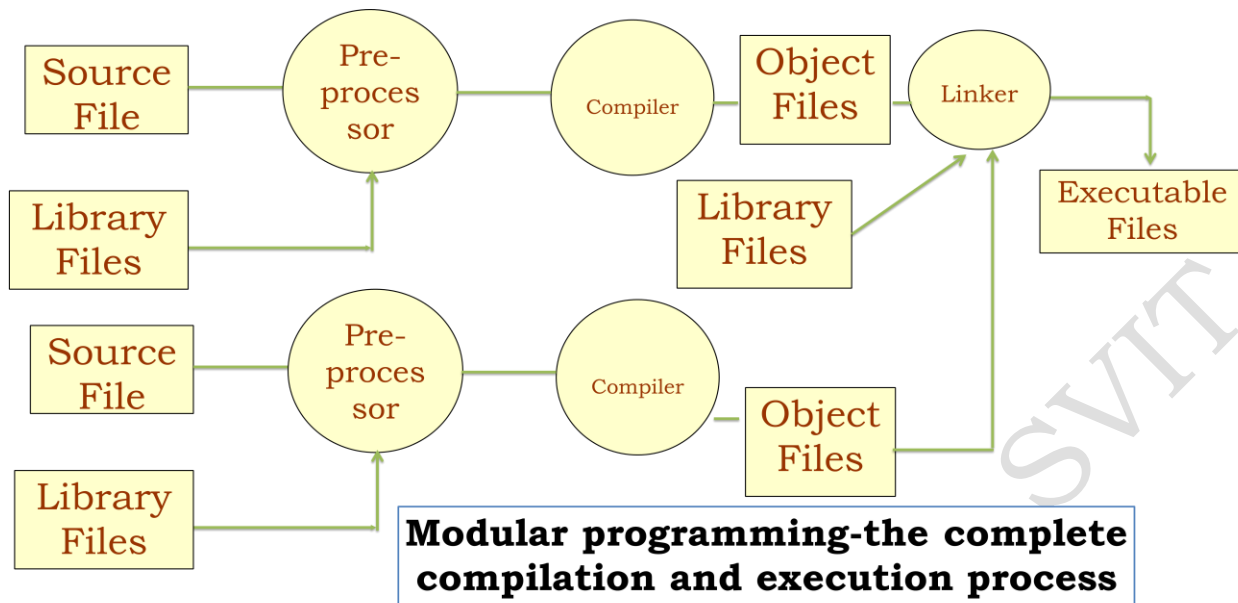 Source
File
Pre-
proces
sor
Compiler
Object
Files
Linker
Library
Files
Library
Files
Executable
Files
Source
File
Pre-
proces
sor
Compiler
Object
Files
Library
Files
Modular programming-the complete
compilation and execution process
SVIT